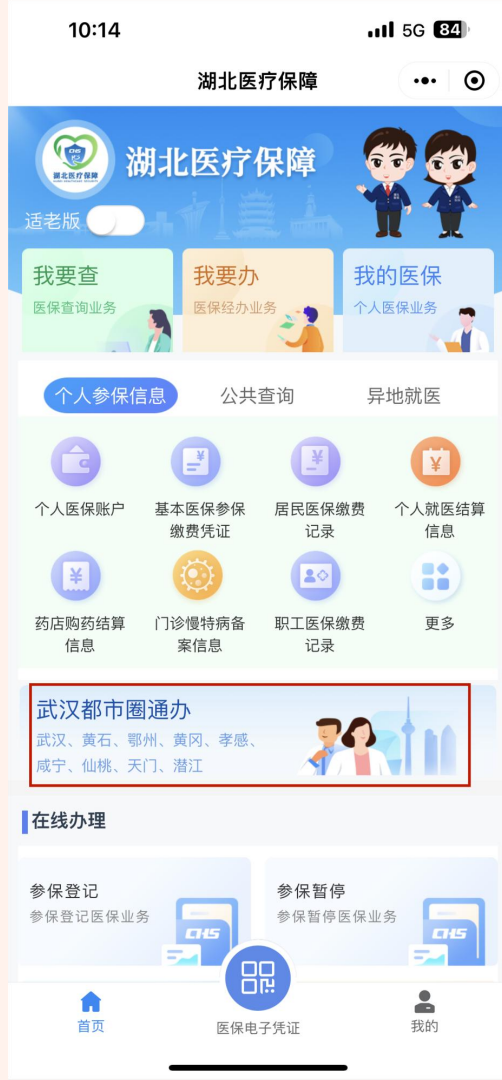 10:14
5G 84
湖北医疗保障
CHS
湖北医疗保障
湖北医疗保障
适老版
我要查
医保查询业务
我要办
医保经办业务
我的医保
个人医保业务
个人参保信息
公共查询
异地就医
个人医保账户
基本医保参保
缴费凭证
居民医保缴费
记录
个人就医结算
信息
药店购药结算
信息
门诊慢特病备
案信息
职工医保缴费
记录
更多
武汉都市圈通办
武汉、黄石、鄂州、黄冈、孝感、
咸宁、仙桃、天门、潜江
在线办理
参保登记
参保登记医保业务
CHS
参保暂停
参保暂停医保业务
CHS
首页
医保电子凭证
我的